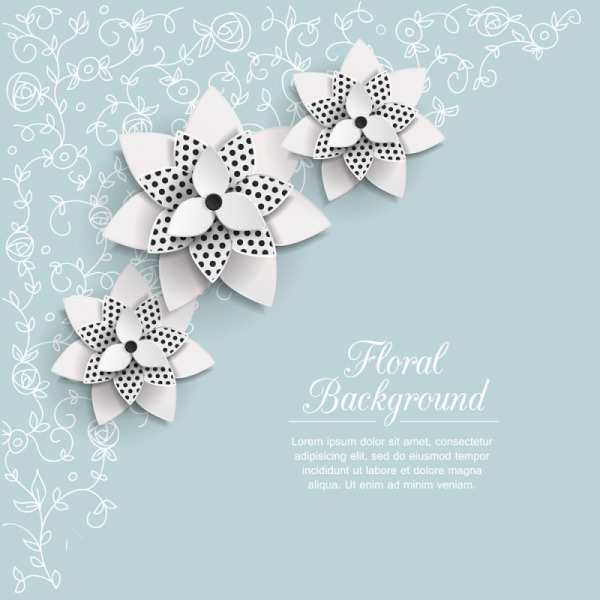 Floral
Background
Lorem ipsum dolor sit amet, consectetur
adipiscing elit, sed do eiusmod tempor
incididunt ut labore et dolore magna
aliqua. Ut enim ad minim veniam.